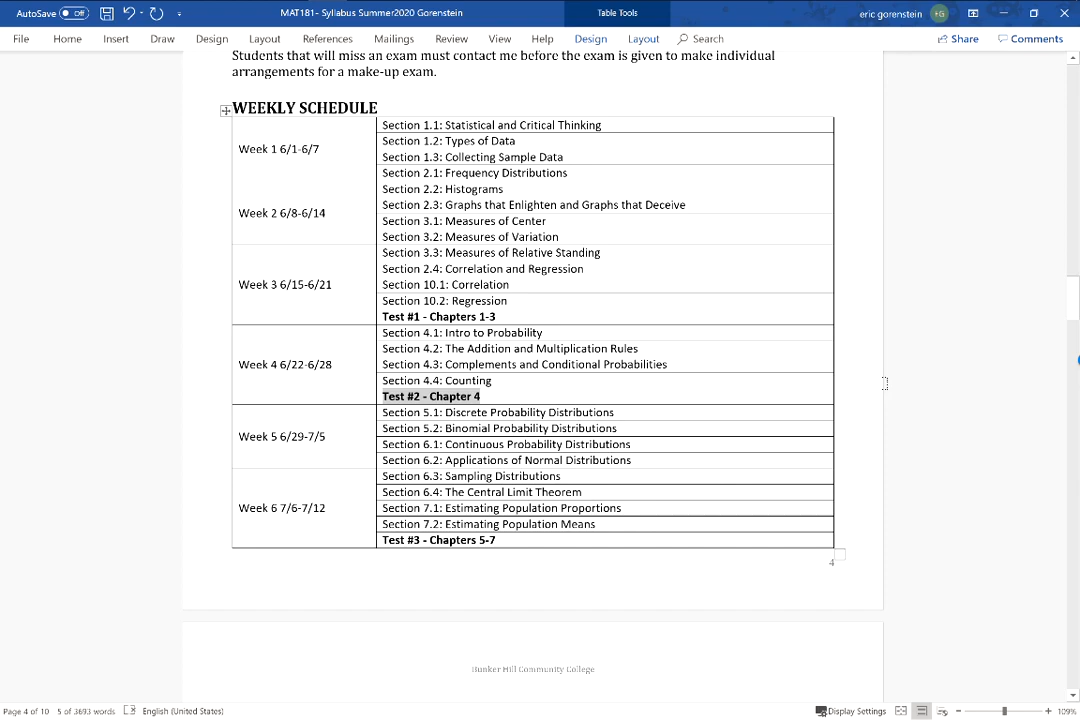 AutoSave Off MAT181- Syllabus Summer2020 Gorenstein Table Tools eric gorenstein EG
File Home Insert Draw Design Layout References Mailings Review View Help Design Layout Search Share Comments
Students that will miss an exam must contact me before the exam is given to make individual
arrangements for a make-up exam.
WEEKLY SCHEDULE
Week 1 6/1-6/7
Section 1.1: Statistical and Critical Thinking
Section 1.2: Types of Data
Section 1.3: Collecting Sample Data
Section 2.1: Frequency Distributions
Week 2 6/8-6/14
Section 2.2: Histograms
Section 2.3: Graphs that Enlighten and Graphs that Deceive
Section 3.1: Measures of Center
Section 3.2: Measures of Variation
Week 3 6/15-6/21
Section 3.3: Measures of Relative Standing
Section 2.4: Correlation and Regression
Section 10.1: Correlation
Section 10.2: Regression
Test #1 - Chapters 1-3
Week 4 6/22-6/28
Section 4.1: Intro to Probability
Section 4.2: The Addition and Multiplication Rules
Section 4.3: Complements and Conditional Probabilities
Section 4.4: Counting
Test #2 - Chapter 4
Week 5 6/29-7/5
Section 5.1: Discrete Probability Distributions
Section 5.2: Binomial Probability Distributions
Section 6.1: Continuous Probability Distributions
Section 6.2: Applications of Normal Distributions
Week 6 7/6-7/12
Section 6.3: Sampling Distributions
Section 6.4: The Central Limit Theorem
Section 7.1: Estimating Population Proportions
Section 7.2: Estimating Population Means
Test #3 - Chapters 5-7
4
Bunker Hill Community College
Page 4 of 10 5 of 3693 words English (United States) Display Settings 109%